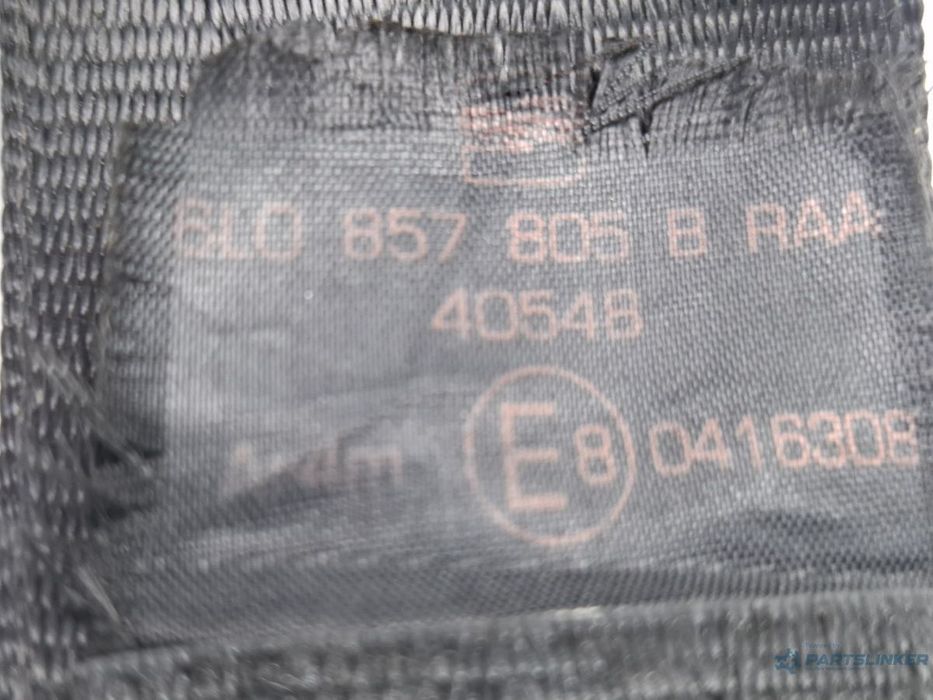 6L0 857 805 B RAA
40548
E8 0416308
PARTSLINKER